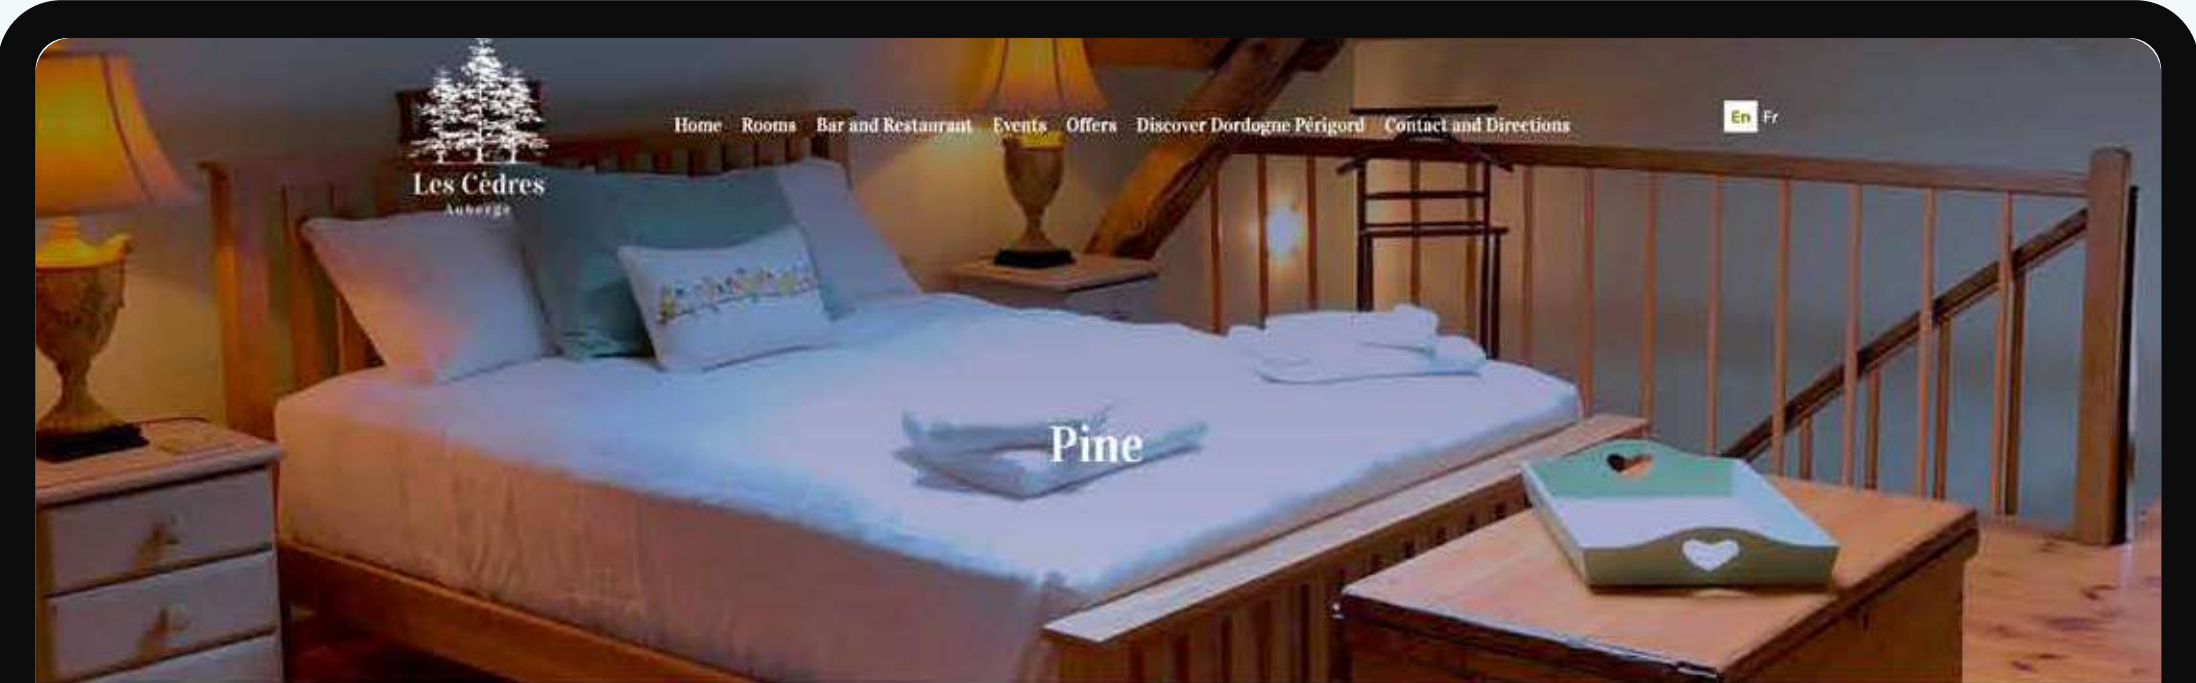 Les Cèdres
Auberge
Home Rooms Bar and Restaurant Events Offers Discover Dordogne Périgord Contact and Directions
En Fr
Pine